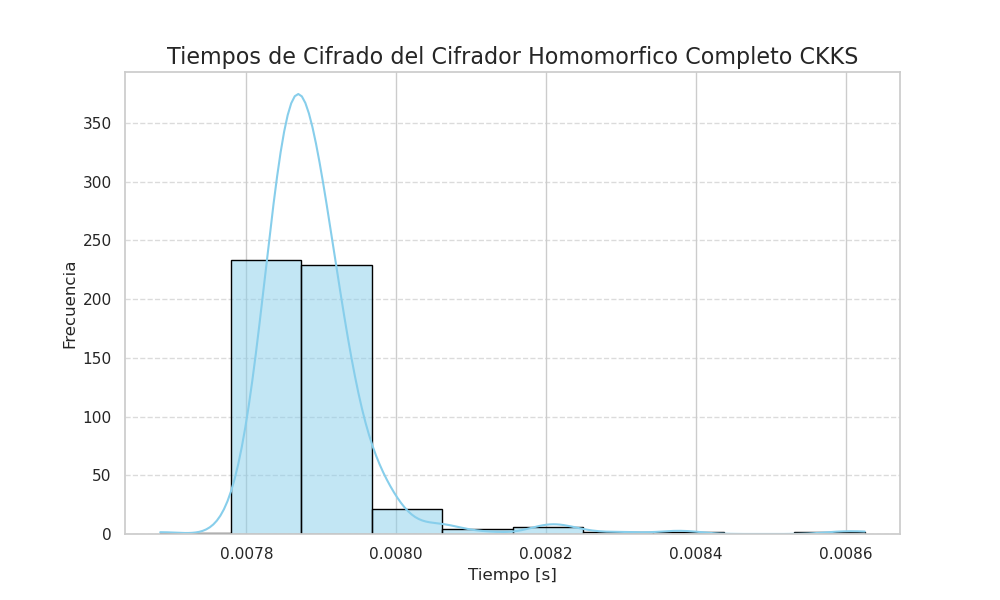 Tiempos de Cifrado del Cifrador Homomorfico Completo CKKS
350
300
250
200
150
100
50
0
Frecuencia
0.0078 0.0080 0.0082 0.0084 0.0086
Tiempo [s]